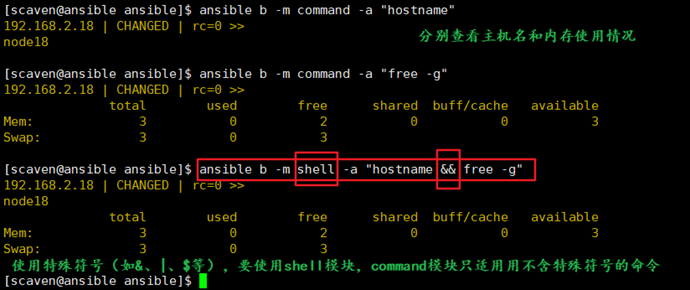 [scaven@ansible ansible]$ ansible b -m command -a "hostname"
192.168.2.18 | CHANGED | rc=0 >>
node18
分别查看主机名和内存使用情况
[scaven@ansible ansible]$ ansible b -m command -a "free -g"
192.168.2.18 | CHANGED | rc=0 >>
total used free shared buff/cache available
Mem: 3 0 2 0 0 3
Swap: 3 0 3
[scaven@ansible ansible]$ ansible b -m shell -a "hostname && free -g"
192.168.2.18 | CHANGED | rc=0 >>
node18
total used free shared buff/cache available
Mem: 3 0 2 0 0 3
Swap: 3 0 3
使用特殊符号（如&、|、$等），要使用shell模块，command模块只适用用不含特殊符号的命令
[scaven@ansible ansible]$